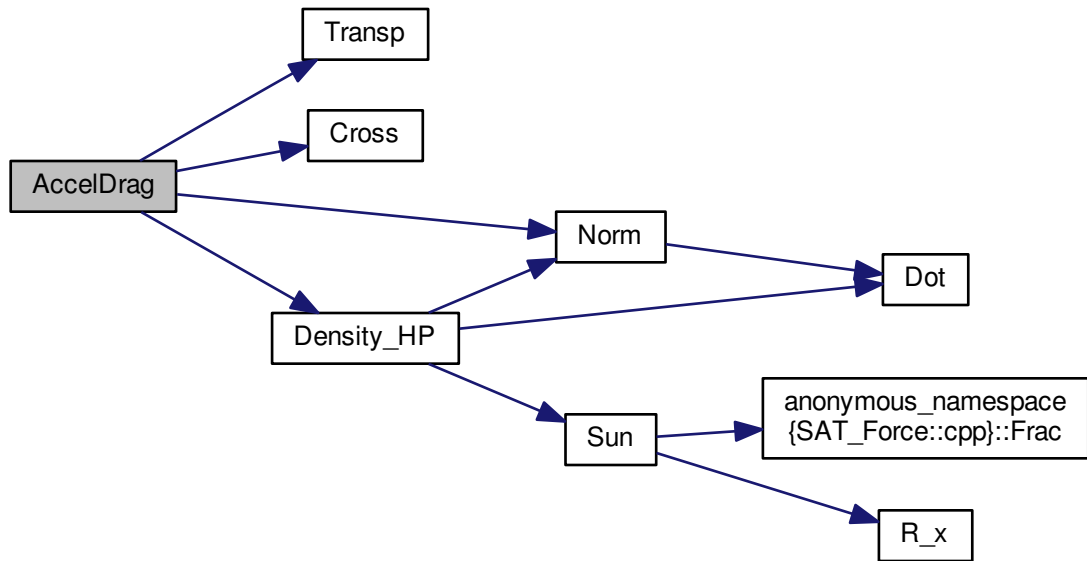 Transp
Cross
AccelDrag
Norm
Dot
Density_HP
anonymous_namespace
{SAT_Force::cpp}::Frac
Sun
R_x